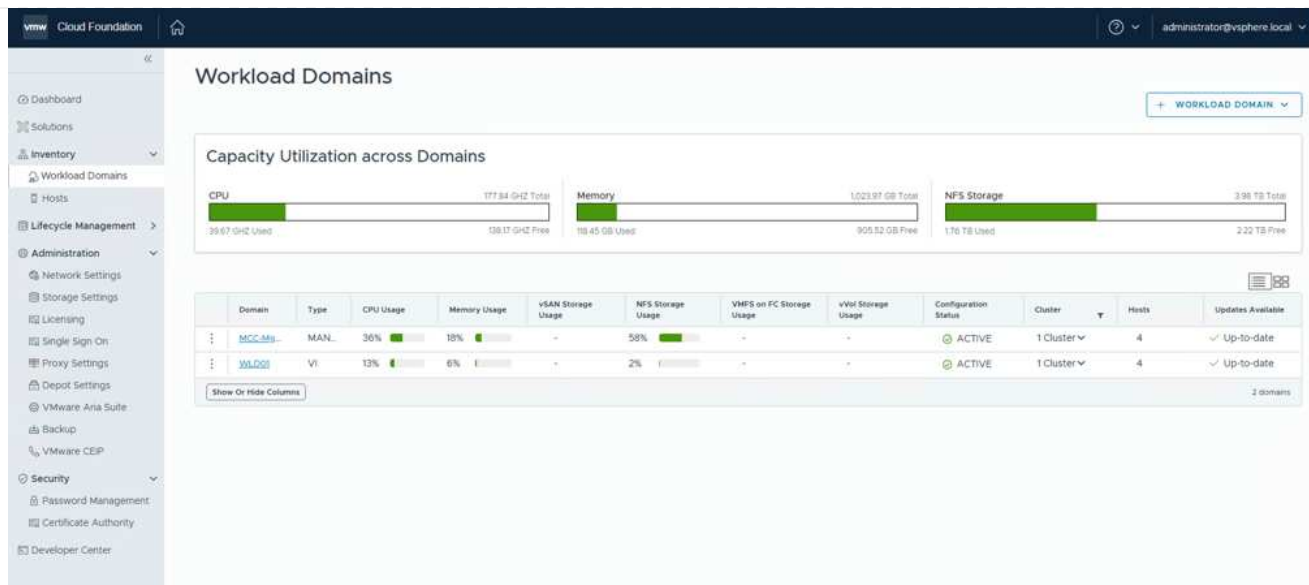 vmw Cloud Foundation
administrator@vsphere.local
Dashboard
Solutions
Inventory
Workload Domains
Hosts
Lifecycle Management
Administration
Network Settings
Storage Settings
Licensing
Single Sign On
Proxy Settings
Depot Settings
VMware Aria Suite
Backup
VMware CEIP
Security
Password Management
Certificate Authority
Developer Center
Workload Domains
+ WORKLOAD DOMAIN
Capacity Utilization across Domains
CPU 177.84 GHZ Total
39.67 GHZ Used 138.17 GHZ Free
Memory 1,023.97 GB Total
118.45 GB Used 905.52 GB Free
NFS Storage 3.98 TB Total
1.76 TB Used 2.22 TB Free
Domain Type CPU Usage Memory Usage vSAN Storage Usage NFS Storage Usage VMFS on FC Storage Usage vVol Storage Usage Configuration Status Cluster Hosts Updates Available
MCC-Mg... MAN... 36% 18% - 58% - - ACTIVE 1 Cluster 4 Up-to-date
WLD01 VI 13% 6% - 2% - - ACTIVE 1 Cluster 4 Up-to-date
Show Or Hide Columns 2 domains